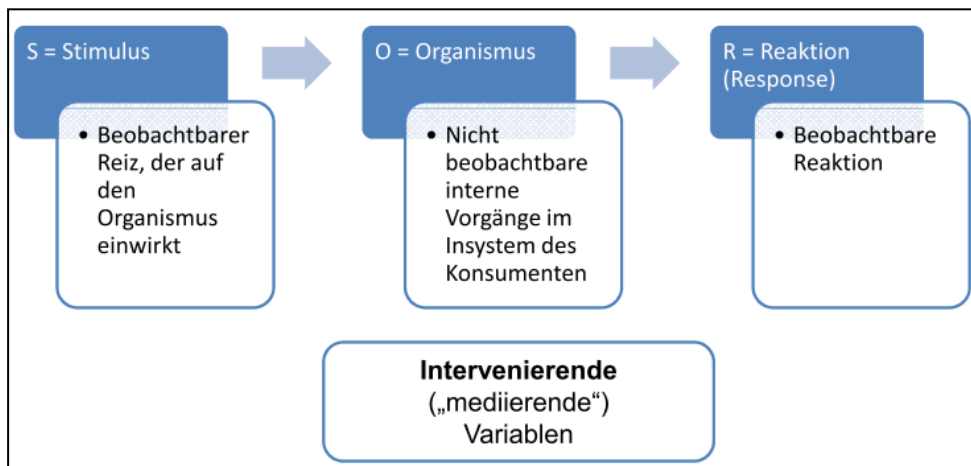 S = Stimulus
• Beobachtbarer
Reiz, der auf
den
Organismus
einwirkt
O = Organismus
• Nicht
beobachtbare
interne
Vorgänge im
Insystem des
Konsumenten
R = Reaktion
(Response)
• Beobachtbare
Reaktion
Intervenierende
(„mediierende“)
Variablen